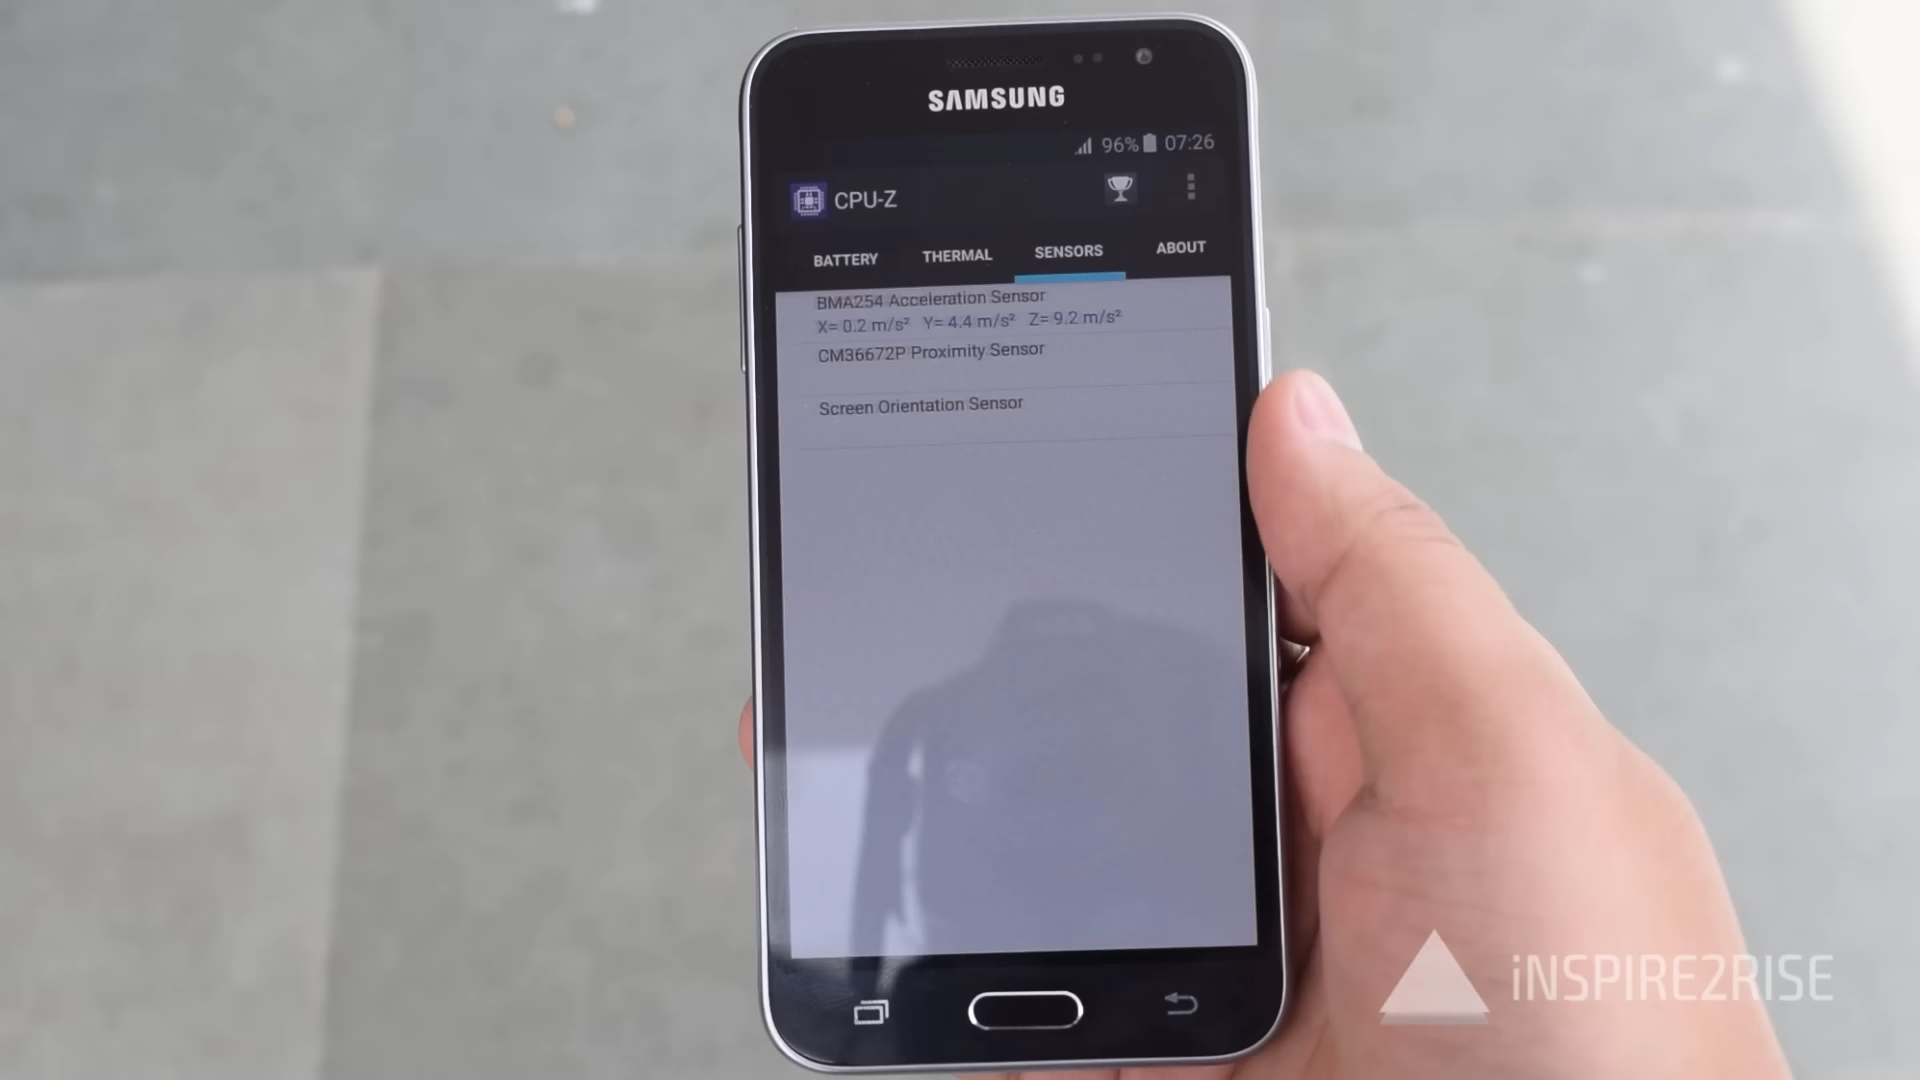 SAMSUNG
96% 07:26
CPU-Z
BATTERY THERMAL SENSORS ABOUT
BMA254 Acceleration Sensor
X= 0.2 m/s² Y= 4.4 m/s² Z= 9.2 m/s²
CM36672P Proximity Sensor
Screen Orientation Sensor
iNSPIRE2RISE